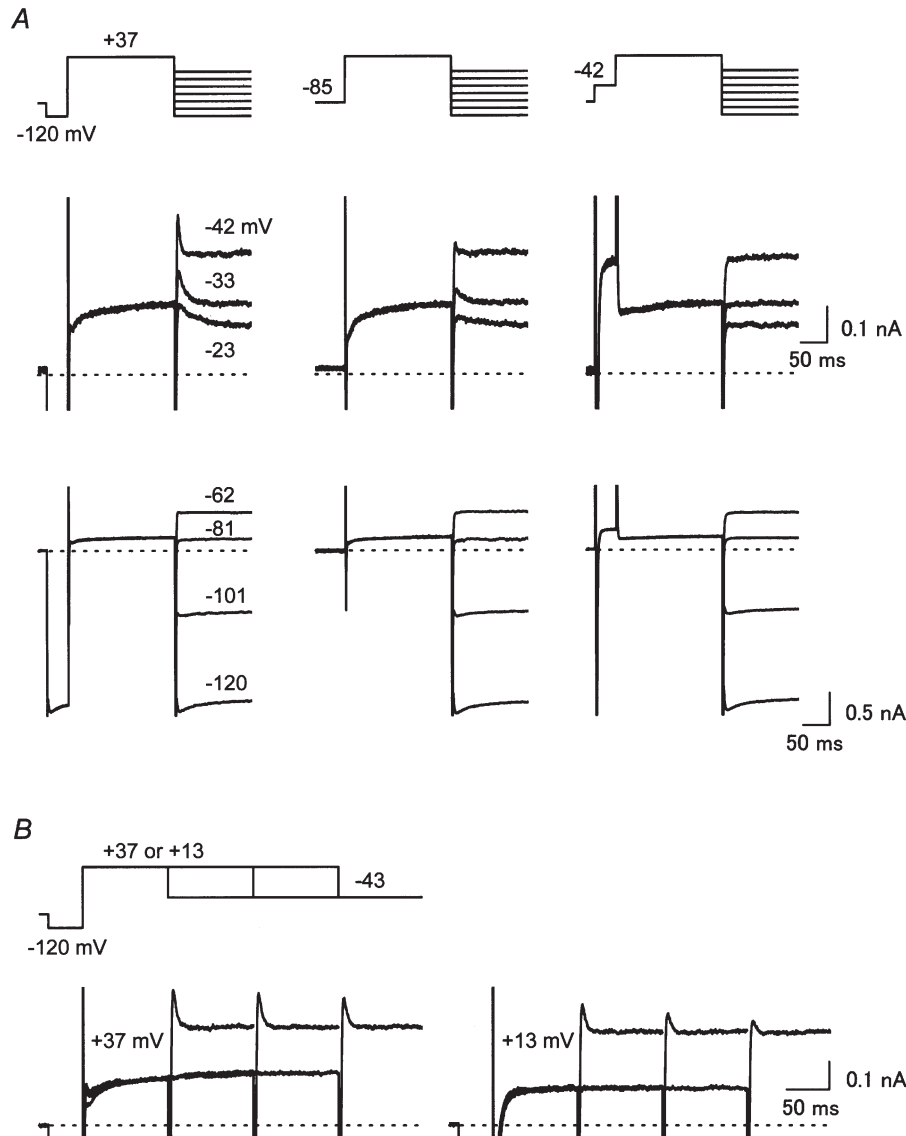 A
+37
-85
-42
-120 mV
-42 mV
-33
-23
0.1 nA
50 ms
-62
-81
-101
-120
0.5 nA
50 ms
B
+37 or +13
-43
-120 mV
+37 mV
+13 mV
0.1 nA
50 ms